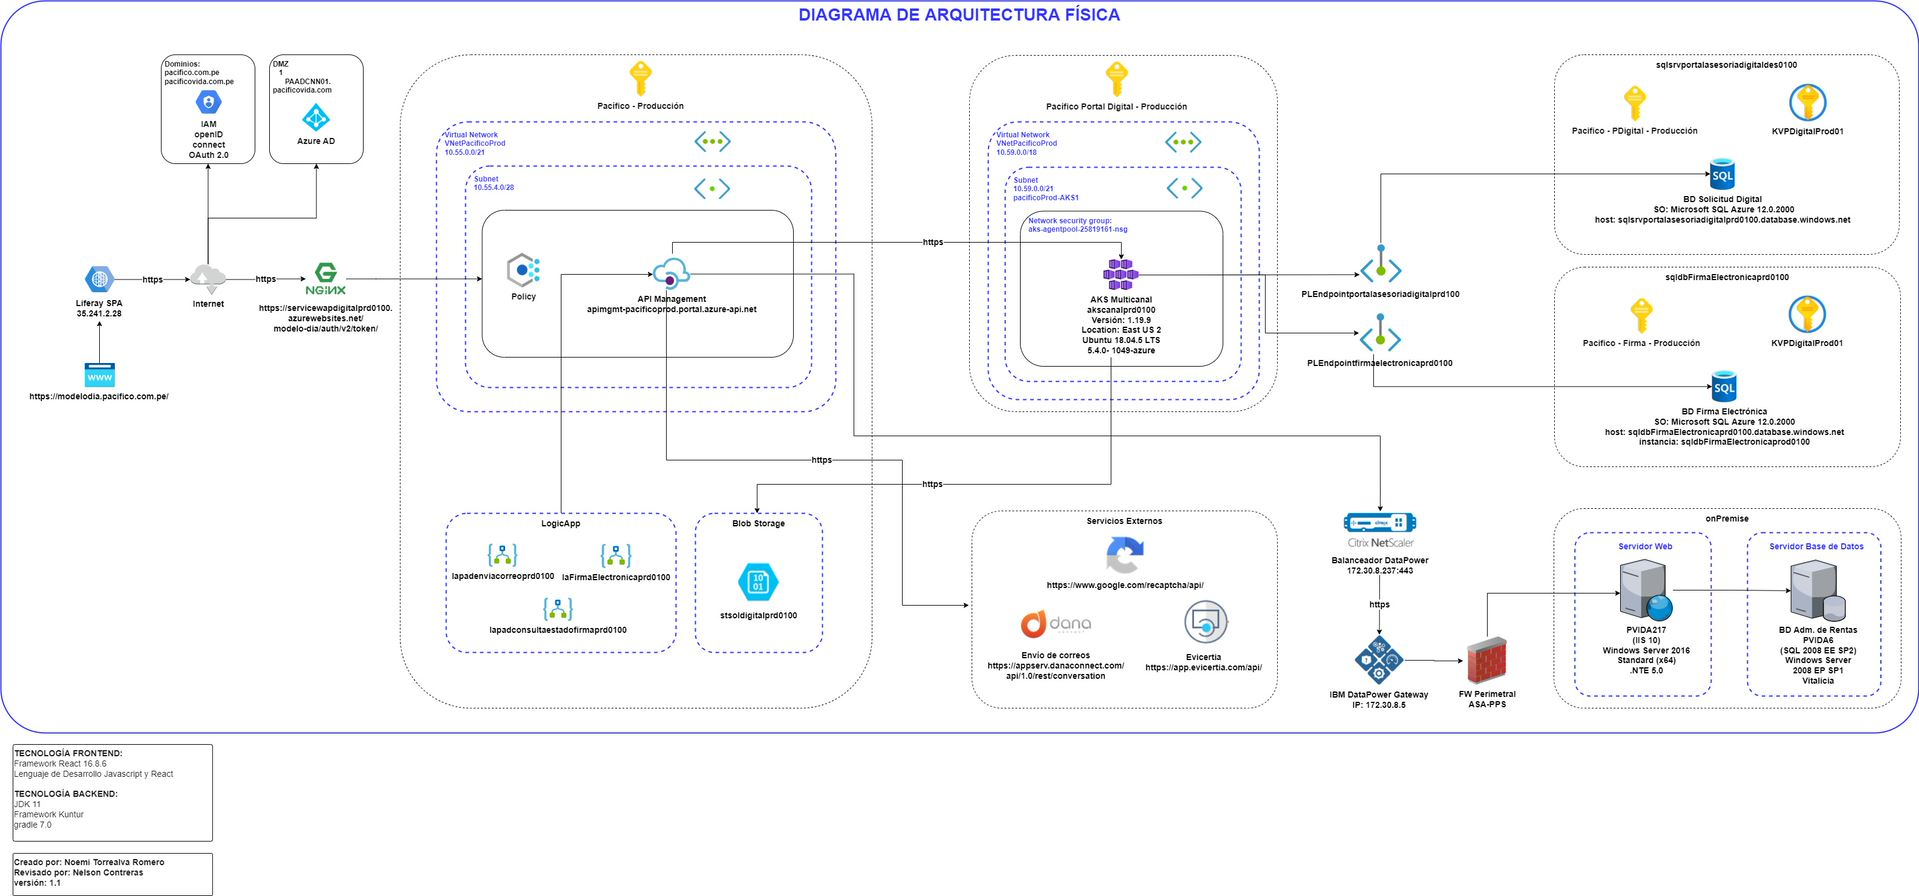 DIAGRAMA DE ARQUITECTURA FÍSICA
Dominios:
pacifico.com.pe
pacificovida.com.pe
IAM
openID
connect
OAuth 2.0
DMZ
1
PAADCNN01.
pacificovida.com
Azure AD
Liferay SPA
35.241.2.28
https
Internet
https
NGINX
https://servicewapdigitalprd0100.
azurewebsites.net/
modelo-dia/auth/v2/token/
WWW
https://modelodia.pacifico.com.pe/
Pacífico - Producción
Virtual Network
VNetPacificoProd
10.55.0.0/21
Subnet
10.55.4.0/28
Policy
API Management
apimgmt-pacificoprod.portal.azure-api.net
https
https
https
LogicApp
lapadenviacorreoprd0100
laFirmaElectronicaprd0100
lapadconsultaestadofirmaprd0100
Blob Storage
10
01
stsoldigitalprd0100
Pacifico Portal Digital - Producción
Virtual Network
VNetPacificoProd
10.59.0.0/18
Subnet
10.59.0.0/21
pacificoProd-AKS1
Network security group:
aks-agentpool-25819161-nsg
AKS Multicanal
akscanalprd0100
Versión: 1.19.9
Location: East US 2
Ubuntu 18.04.5 LTS
5.4.0- 1049-azure
PLEndpointportalasesoriadigitalprd100
PLEndpointfirmaelectronicaprd0100
sqlsrvportalasesoriadigitaldes0100
Pacifico - PDigital - Producción
KVPDigitalProd01
SQL
BD Solicitud Digital
SO: Microsoft SQL Azure 12.0.2000
host: sqlsrvportalasesoriadigitalprd0100.database.windows.net
sqldbFirmaElectronicaprd0100
Pacifico - Firma - Producción
KVPDigitalProd01
SQL
BD Firma Electrónica
SO: Microsoft SQL Azure 12.0.2000
host: sqldbFirmaElectronicaprd0100.database.windows.net
instancia: sqldbFirmaElectronicaprod0100
Servicios Externos
https://www.google.com/recaptcha/api/
dana
Envío de correos
https://appserv.danaconnect.com/
api/1.0/rest/conversation
Evicertia
https://app.evicertia.com/api/
citrix
Citrix NetScaler
Balanceador DataPower
172.30.8.237:443
https
IBM DataPower Gateway
IP: 172.30.8.5
FW Perimetral
ASA-PPS
onPremise
Servidor Web
PVIDA217
(IIS 10)
Windows Server 2016
Standard (x64)
.NTE 5.0
Servidor Base de Datos
BD Adm. de Rentas
PVIDA6
(SQL 2008 EE SP2)
Windows Server
2008 EP SP1
Vitalicia
TECNOLOGÍA FRONTEND:
Framework React 16.8.6
Lenguaje de Desarrollo Javascript y React
TECNOLOGÍA BACKEND:
JDK 11
Framework Kuntur
gradle 7.0
Creado por: Noemi Torrealva Romero
Revisado por: Nelson Contreras
versión: 1.1